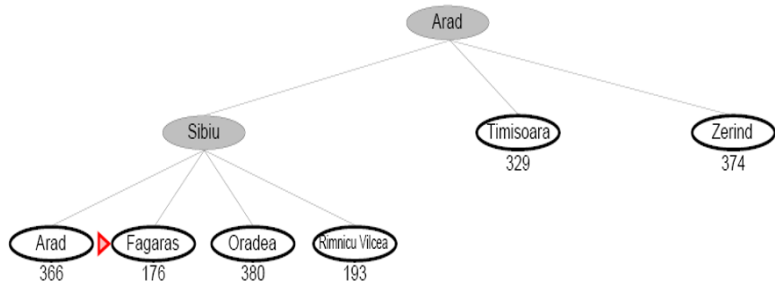 Arad
Sibiu
Timisoara
Zerind
329
374
Arad
Fagaras
Oradea
Rimnicu Vilcea
366
176
380
193